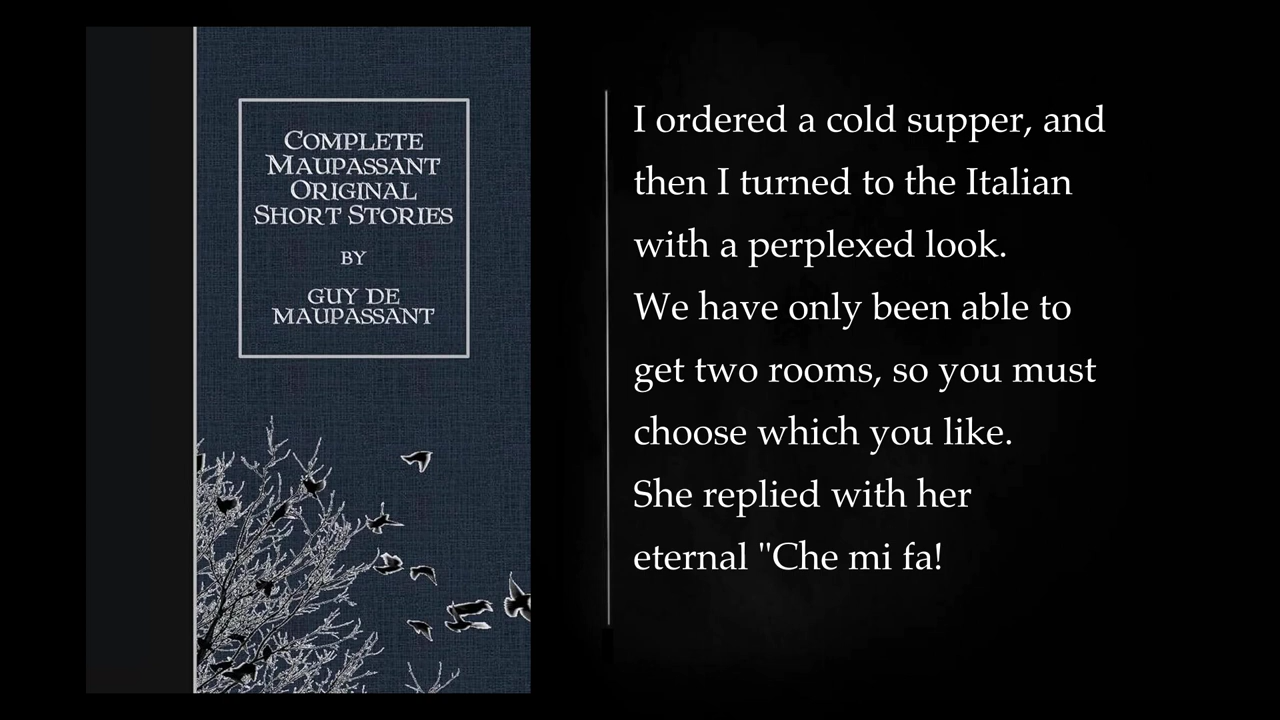 COMPLETE
MAUPASSANT
ORIGINAL
SHORT STORIES
BY
GUY DE
MAUPASSANT
I ordered a cold supper, and
then I turned to the Italian
with a perplexed look.
We have only been able to
get two rooms, so you must
choose which you like.
She replied with her
eternal "Che mi fa!